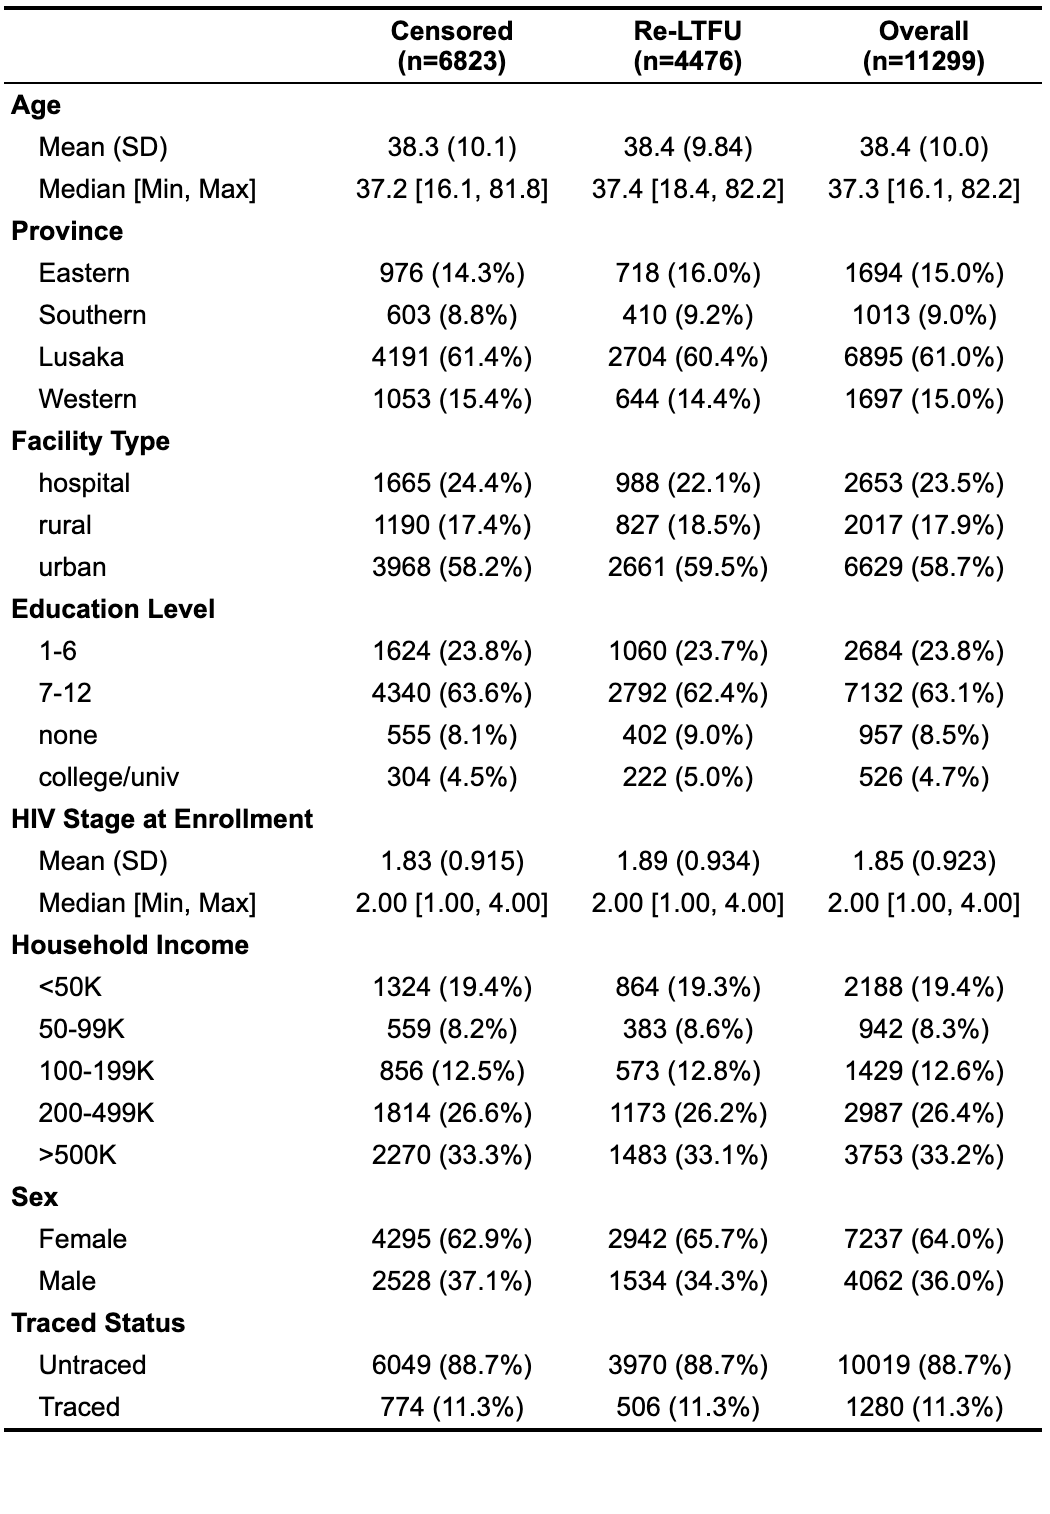 Censored Re-LTFU Overall
(n=6823) (n=4476) (n=11299)
Age
Mean (SD) 38.3 (10.1) 38.4 (9.84) 38.4 (10.0)
Median [Min, Max] 37.2 [16.1, 81.8] 37.4 [18.4, 82.2] 37.3 [16.1, 82.2]
Province
Eastern 976 (14.3%) 718 (16.0%) 1694 (15.0%)
Southern 603 (8.8%) 410 (9.2%) 1013 (9.0%)
Lusaka 4191 (61.4%) 2704 (60.4%) 6895 (61.0%)
Western 1053 (15.4%) 644 (14.4%) 1697 (15.0%)
Facility Type
hospital 1665 (24.4%) 988 (22.1%) 2653 (23.5%)
rural 1190 (17.4%) 827 (18.5%) 2017 (17.9%)
urban 3968 (58.2%) 2661 (59.5%) 6629 (58.7%)
Education Level
1-6 1624 (23.8%) 1060 (23.7%) 2684 (23.8%)
7-12 4340 (63.6%) 2792 (62.4%) 7132 (63.1%)
none 555 (8.1%) 402 (9.0%) 957 (8.5%)
college/univ 304 (4.5%) 222 (5.0%) 526 (4.7%)
HIV Stage at Enrollment
Mean (SD) 1.83 (0.915) 1.89 (0.934) 1.85 (0.923)
Median [Min, Max] 2.00 [1.00, 4.00] 2.00 [1.00, 4.00] 2.00 [1.00, 4.00]
Household Income
<50K 1324 (19.4%) 864 (19.3%) 2188 (19.4%)
50-99K 559 (8.2%) 383 (8.6%) 942 (8.3%)
100-199K 856 (12.5%) 573 (12.8%) 1429 (12.6%)
200-499K 1814 (26.6%) 1173 (26.2%) 2987 (26.4%)
>500K 2270 (33.3%) 1483 (33.1%) 3753 (33.2%)
Sex
Female 4295 (62.9%) 2942 (65.7%) 7237 (64.0%)
Male 2528 (37.1%) 1534 (34.3%) 4062 (36.0%)
Traced Status
Untraced 6049 (88.7%) 3970 (88.7%) 10019 (88.7%)
Traced 774 (11.3%) 506 (11.3%) 1280 (11.3%)